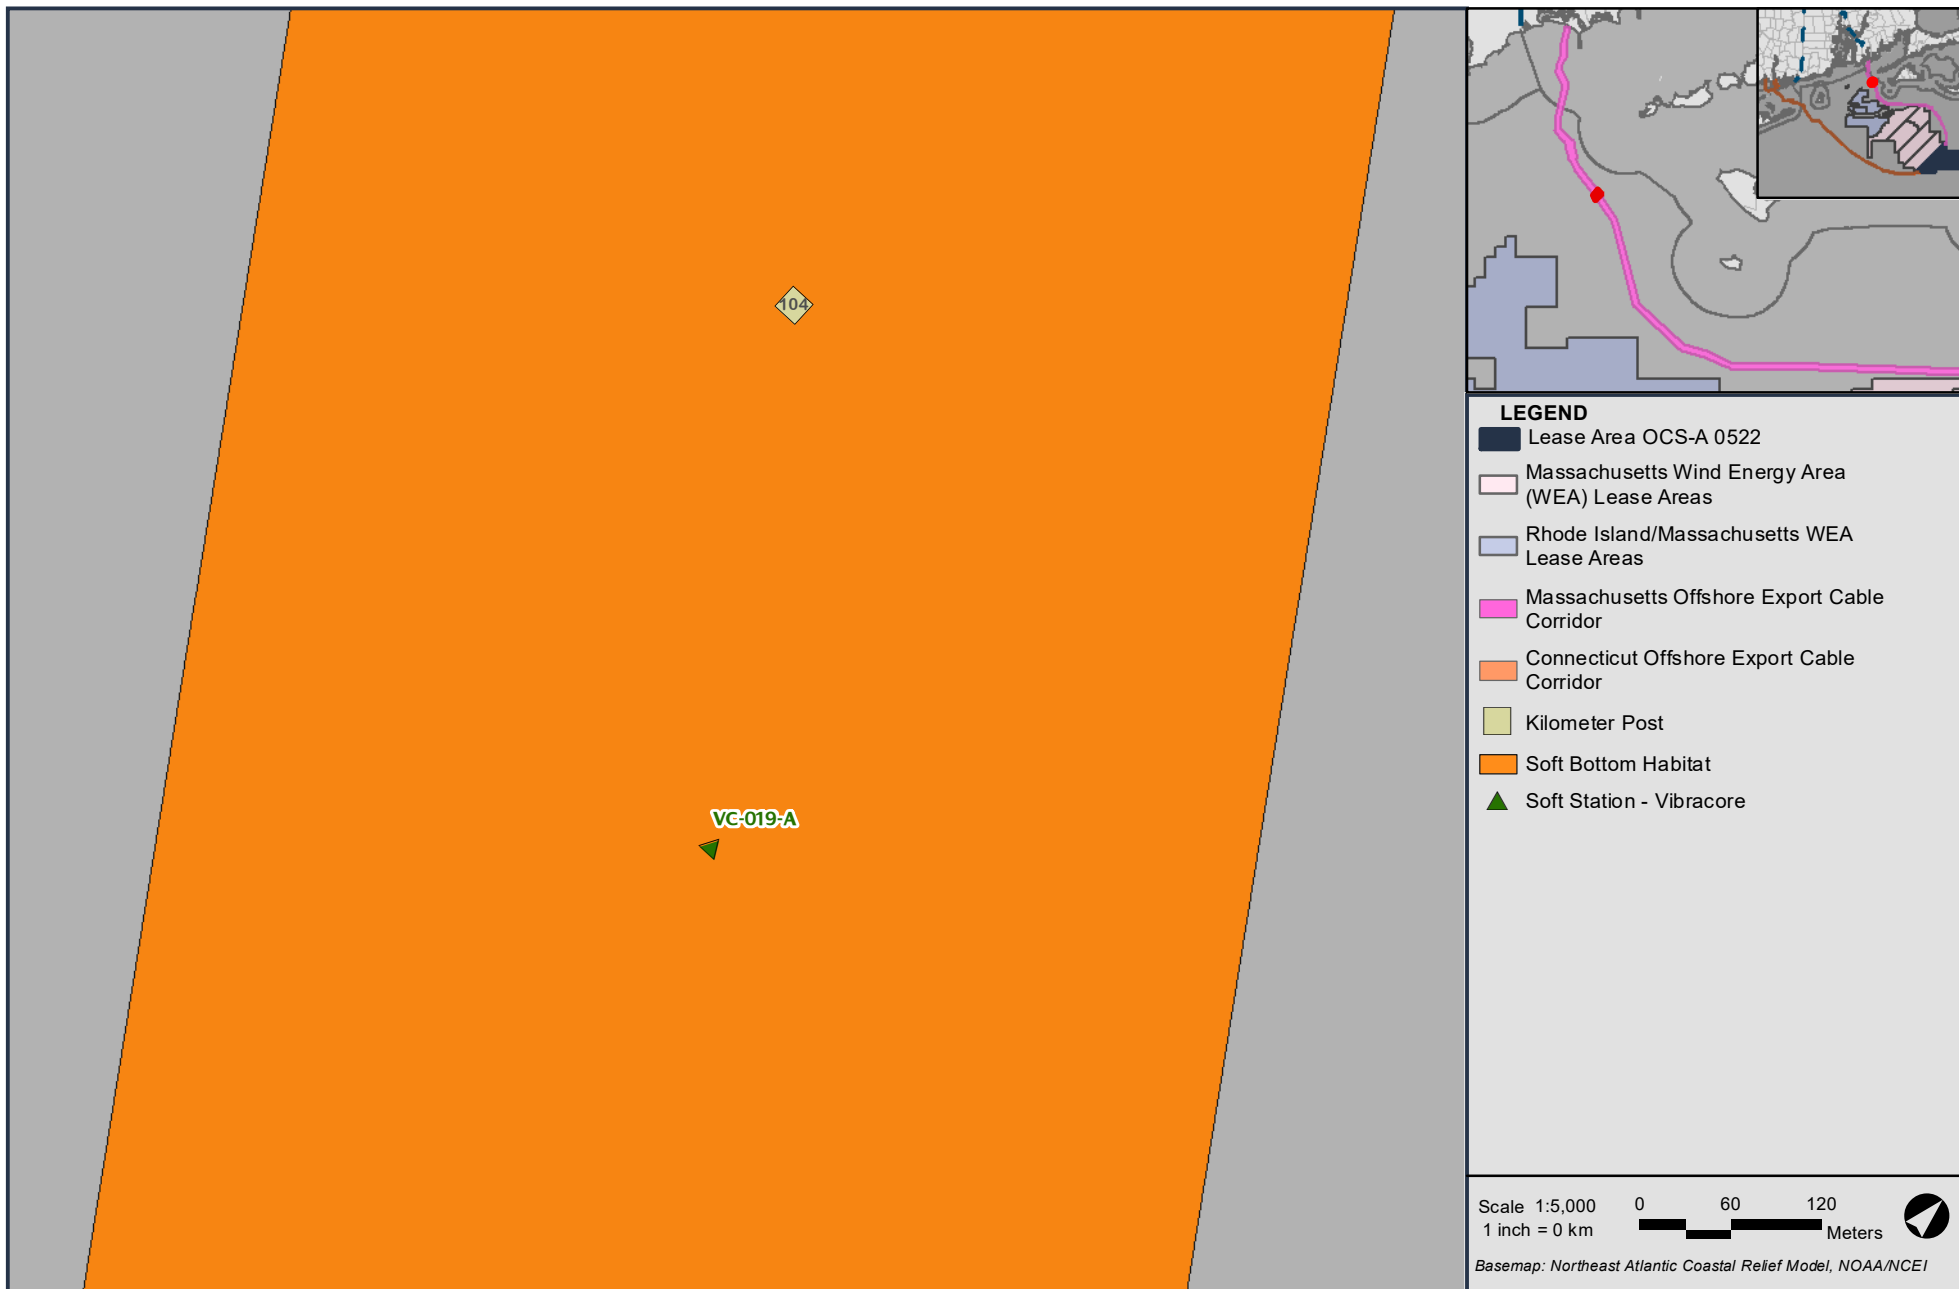 104
VC-019-A
LEGEND
Lease Area OCS-A 0522
Massachusetts Wind Energy Area
(WEA) Lease Areas
Rhode Island/Massachusetts WEA
Lease Areas
Massachusetts Offshore Export Cable
Corridor
Connecticut Offshore Export Cable
Corridor
Kilometer Post
Soft Bottom Habitat
Soft Station - Vibracore
Scale 1:5,000
1 inch = 0 km
0 60 120
Meters
Basemap: Northeast Atlantic Coastal Relief Model, NOAA/NCEI